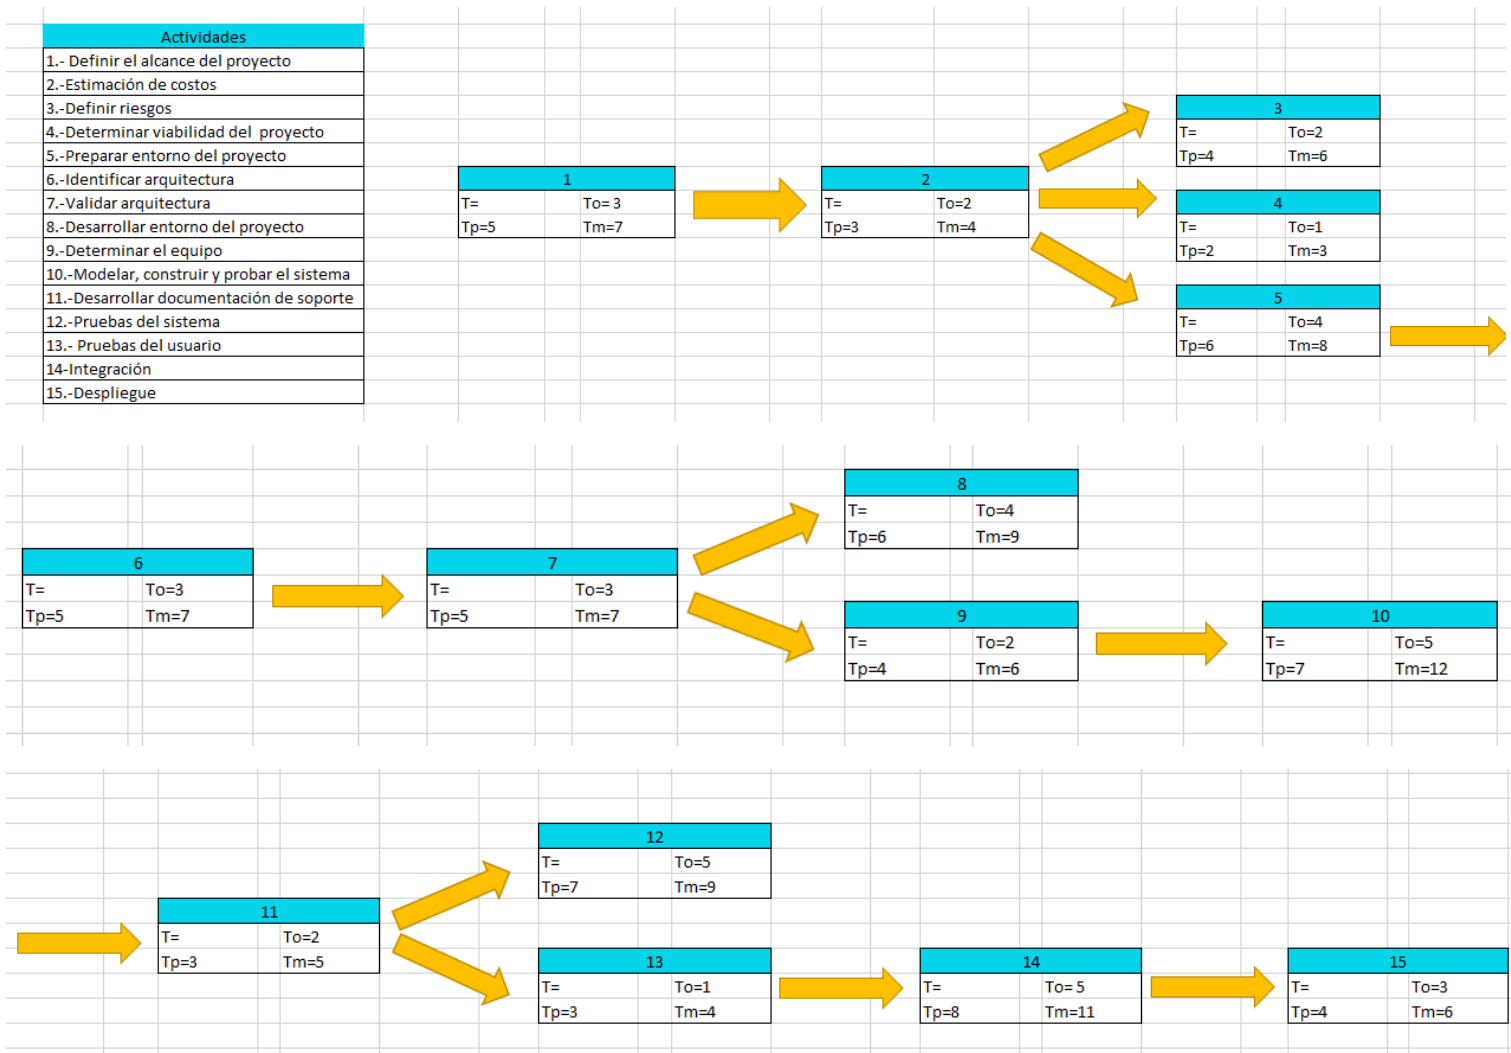 Actividades
1.- Definir el alcance del proyecto
2.-Estimación de costos
3.-Definir riesgos
4.-Determinar viabilidad del  proyecto
5.-Preparar entorno del proyecto
6.-Identificar arquitectura
7.-Validar arquitectura
8.-Desarrollar entorno del proyecto
9.-Determinar el equipo
10.-Modelar, construir y probar el sistema
11.-Desarrollar documentación de soporte
12.-Pruebas del sistema
13.- Pruebas del usuario
14-Integración
15.-Despliegue
1
T= To= 3
Tp=5 Tm=7
2
T= To=2
Tp=3 Tm=4
3
T= To=2
Tp=4 Tm=6
4
T= To=1
Tp=2 Tm=3
5
T= To=4
Tp=6 Tm=8
6
T= To=3
Tp=5 Tm=7
7
T= To=3
Tp=5 Tm=7
8
T= To=4
Tp=6 Tm=9
9
T= To=2
Tp=4 Tm=6
10
T= To=5
Tp=7 Tm=12
11
T= To=2
Tp=3 Tm=5
12
T= To=5
Tp=7 Tm=9
13
T= To=1
Tp=3 Tm=4
14
T= To= 5
Tp=8 Tm=11
15
T= To=3
Tp=4 Tm=6